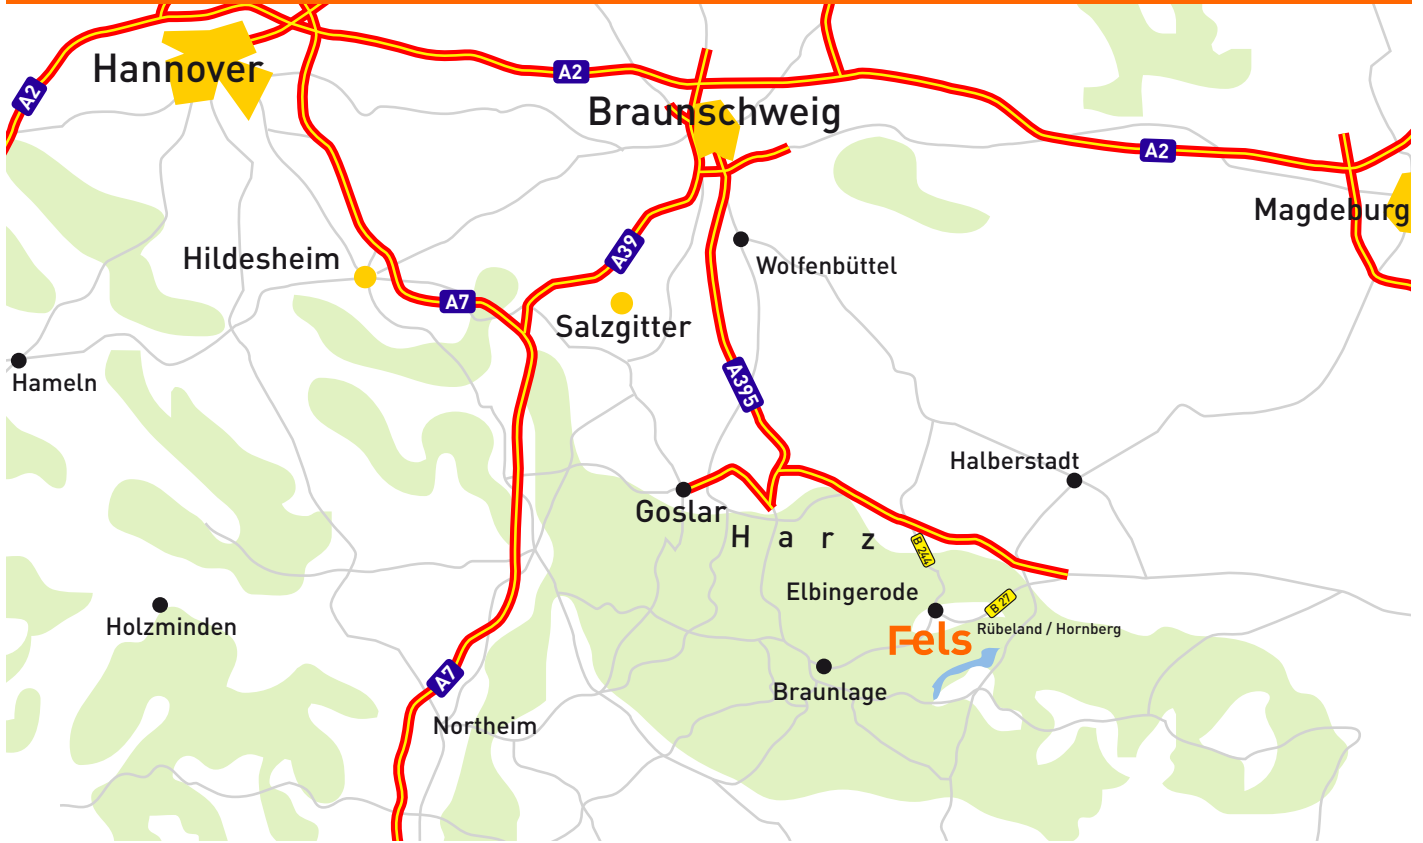 Hannover
A2
A2
Braunschweig
A2
Magdeburg
Hildesheim
A39
Wolfenbüttel
A7
Salzgitter
Hameln
A395
Halberstadt
Goslar
H a r z
B 244
Elbingerode
B 27
Holzminden
Fels
Rübeland / Hornberg
A7
Braunlage
Northeim